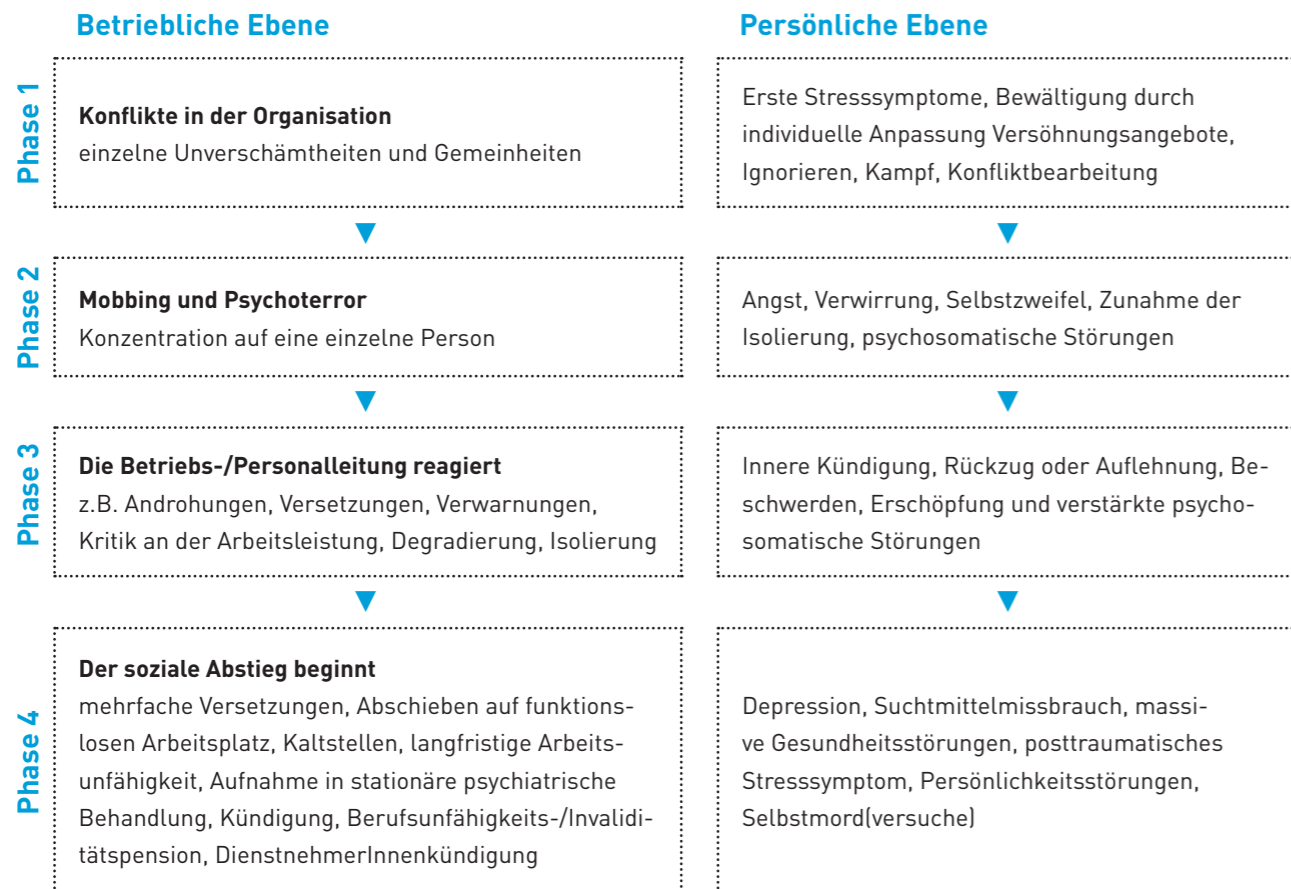 Betriebliche Ebene
Persönliche Ebene
Phase 1
Konflikte in der Organisation
einzelne Unverschämtheiten und Gemeinheiten
Erste Stresssymptome, Bewältigung durch
individuelle Anpassung Versöhnungsangebote,
Ignorieren, Kampf, Konfliktbearbeitung
Phase 2
Mobbing und Psychoterror
Konzentration auf eine einzelne Person
Angst, Verwirrung, Selbstzweifel, Zunahme der
Isolierung, psychosomatische Störungen
Phase 3
Die Betriebs-/Personalleitung reagiert
z.B. Androhungen, Versetzungen, Verwarnungen,
Kritik an der Arbeitsleistung, Degradierung, Isolierung
Innere Kündigung, Rückzug oder Auflehnung, Be-
schwerden, Erschöpfung und verstärkte psycho-
somatische Störungen
Phase 4
Der soziale Abstieg beginnt
mehrfache Versetzungen, Abschieben auf funktions-
losen Arbeitsplatz, Kaltstellen, langfristige Arbeits-
unfähigkeit, Aufnahme in stationäre psychiatrische
Behandlung, Kündigung, Berufsunfähigkeits-/Invalidi-
tätspension, DienstnehmerInnenkündigung
Depression, Suchtmittelmissbrauch, massi-
ve Gesundheitsstörungen, posttraumatisches
Stresssymptom, Persönlichkeitsstörungen,
Selbstmord(versuche)